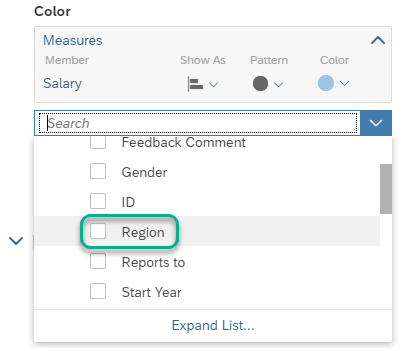 Color
Measures
Member Show As Pattern Color
Salary
Search
Feedback Comment
Gender
ID
Region
Reports to
Start Year
Expand List...